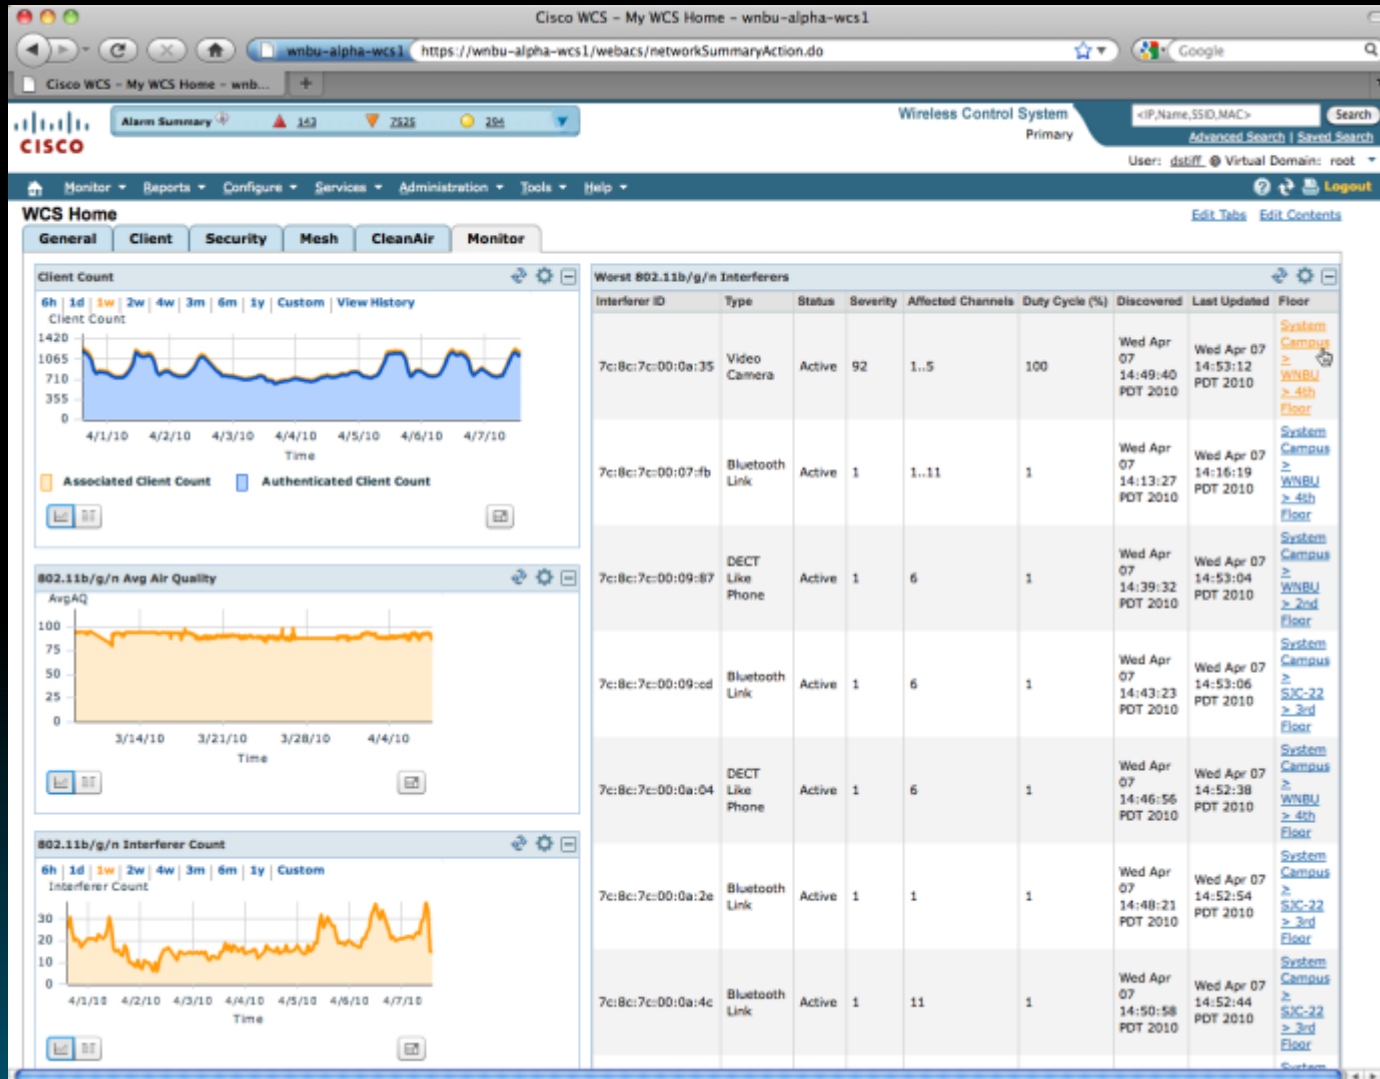 Cisco WCS – My WCS Home – wnbu-alpha-wcs1
wnbu-alpha-wcs1 https://wnbu-alpha-wcs1/webacs/networkSummaryAction.do Google
Cisco WCS – My WCS Home – wnb...
CISCO Alarm Summary 143 7525 294 Wireless Control System <IP,Name,SSID,MAC> Search
Primary Advanced Search | Saved Search
User: dstiff @ Virtual Domain: root
Monitor Reports Configure Services Administration Tools Help Logout
WCS Home Edit Tabs Edit Contents
General Client Security Mesh CleanAir Monitor
Client Count
6h | 1d | 1w | 2w | 4w | 3m | 6m | 1y | Custom | View History
Client Count
1420
1065
710
355
0
4/1/10 4/2/10 4/3/10 4/4/10 4/5/10 4/6/10 4/7/10
Time
Associated Client Count Authenticated Client Count
802.11b/g/n Avg Air Quality
AvgAQ
100
75
50
25
0
3/14/10 3/21/10 3/28/10 4/4/10
Time
802.11b/g/n Interferer Count
6h | 1d | 1w | 2w | 4w | 3m | 6m | 1y | Custom
Interferer Count
30
20
10
0
4/1/10 4/2/10 4/3/10 4/4/10 4/5/10 4/6/10 4/7/10
Time
Worst 802.11b/g/n Interferers
Interferer ID Type Status Severity Affected Channels Duty Cycle (%) Discovered Last Updated Floor
7c:8c:7c:00:0a:35 Video Camera Active 92 1..5 100 Wed Apr 07 14:49:40 PDT 2010 Wed Apr 07 14:53:12 PDT 2010 System Campus > WNBU > 4th Floor
7c:8c:7c:00:07:fb Bluetooth Link Active 1 1..11 1 Wed Apr 07 14:13:27 PDT 2010 Wed Apr 07 14:16:19 PDT 2010 System Campus > WNBU > 4th Floor
7c:8c:7c:00:09:87 DECT Like Phone Active 1 6 1 Wed Apr 07 14:39:32 PDT 2010 Wed Apr 07 14:53:04 PDT 2010 System Campus > WNBU > 2nd Floor
7c:8c:7c:00:09:cd Bluetooth Link Active 1 6 1 Wed Apr 07 14:43:23 PDT 2010 Wed Apr 07 14:53:06 PDT 2010 System Campus > SJC-22 > 3rd Floor
7c:8c:7c:00:0a:04 DECT Like Phone Active 1 6 1 Wed Apr 07 14:46:56 PDT 2010 Wed Apr 07 14:52:38 PDT 2010 System Campus > WNBU > 4th Floor
7c:8c:7c:00:0a:2e Bluetooth Link Active 1 1 1 Wed Apr 07 14:48:21 PDT 2010 Wed Apr 07 14:52:54 PDT 2010 System Campus > SJC-22 > 3rd Floor
7c:8c:7c:00:0a:4c Bluetooth Link Active 1 11 1 Wed Apr 07 14:50:58 PDT 2010 Wed Apr 07 14:52:44 PDT 2010 System Campus > SJC-22 > 3rd Floor
System